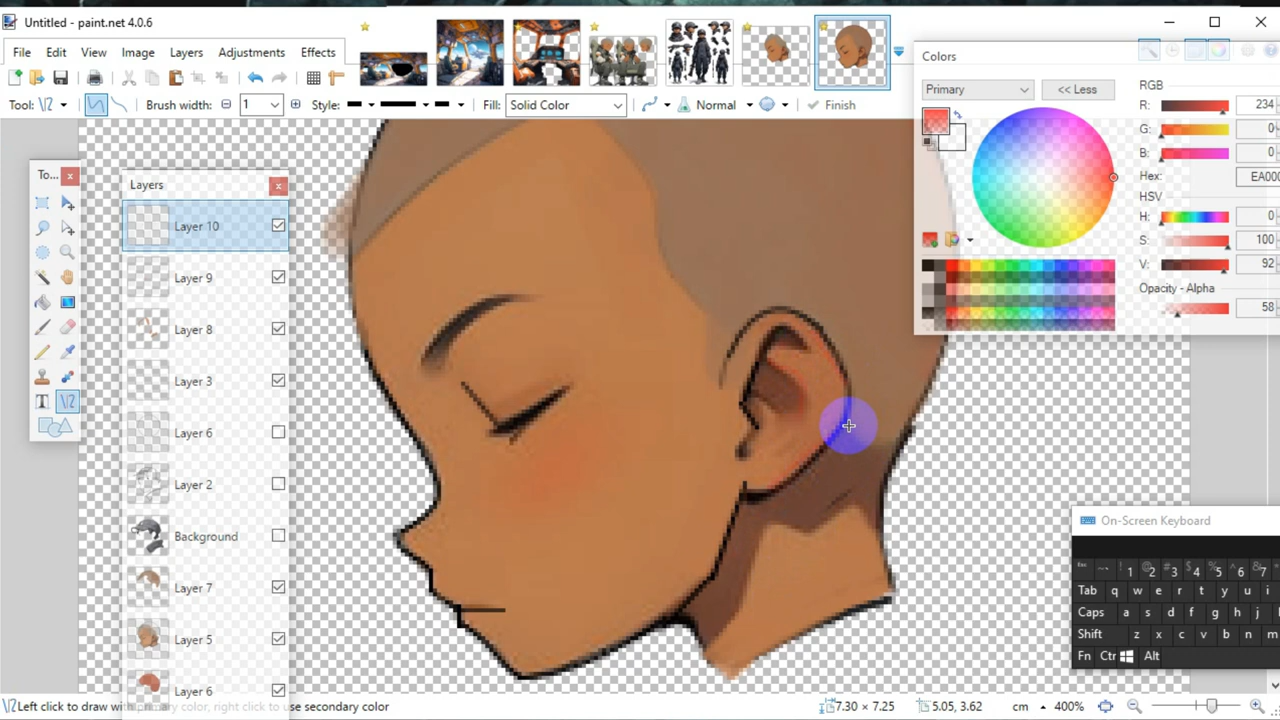 Untitled - paint.net 4.0.6
File Edit View Image Layers Adjustments Effects
Tool: Brush width: 1 Style: Fill: Solid Color Normal Finish
To...
Layers
Layer 10
Layer 9
Layer 8
Layer 3
Layer 6
Layer 2
Background
Layer 7
Layer 5
Layer 6
Colors
Primary
<< Less
RGB
R: 234
G: 0
B: 0
Hex: EA000
HSV
H: 0
S: 100
V: 92
Opacity - Alpha
58
On-Screen Keyboard
Esc 1 2 3 4 5 6 7
Tab q w e r t y u i
Caps a s d f g h j k
Shift z x c v b n m
Fn Ctr Alt
Left click to draw with primary color, right click to use secondary color
7.30 × 7.25
5.05, 3.62
cm
400%